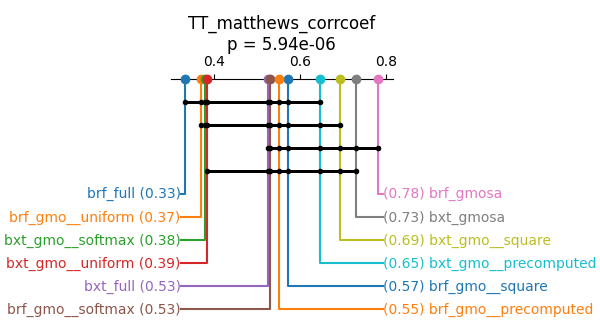 TT_matthews_corrcoef
p = 5.94e-06
0.4 0.6 0.8
brf_full (0.33)
(0.78) brf_gmosa
brf_gmo__uniform (0.37)
(0.73) bxt_gmosa
bxt_gmo__softmax (0.38)
(0.69) bxt_gmo__square
bxt_gmo__uniform (0.39)
(0.65) bxt_gmo__precomputed
bxt_full (0.53)
(0.57) brf_gmo__square
brf_gmo__softmax (0.53)
(0.55) brf_gmo__precomputed